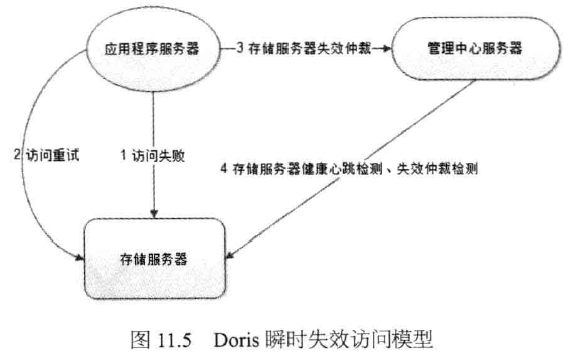 应用程序服务器
3 存储服务器失效仲裁
管理中心服务器
2 访问重试
1 访问失败
4 存储服务器健康心跳检测、失效仲裁检测
存储服务器
图 11.5 Doris 瞬时失效访问模型